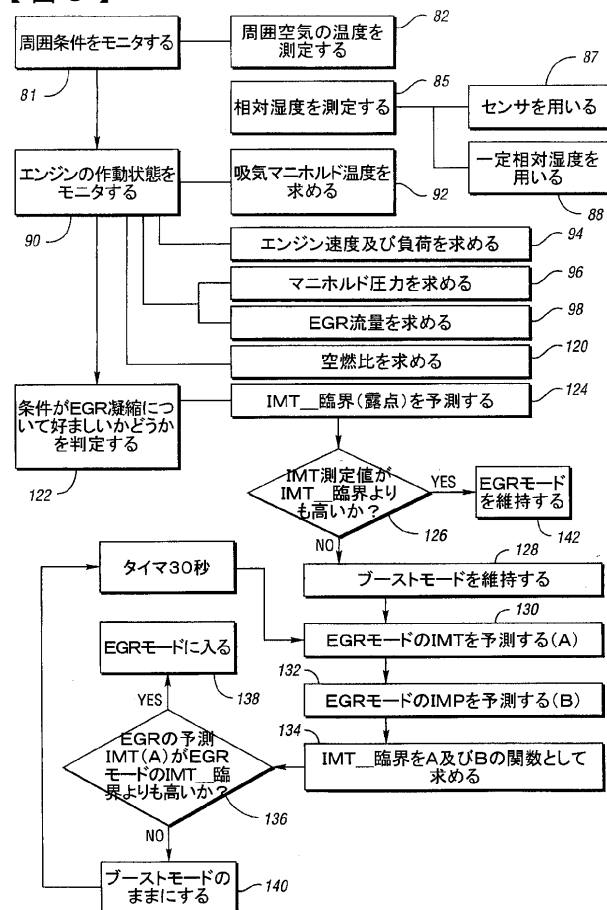 周囲条件をモニタする
81
周囲空気の温度を
測定する
82
相対湿度を測定する
85
センサを用いる
87
一定相対湿度を
用いる
88
エンジンの作動状態を
モニタする
90
吸気マニホルド温度を
求める
92
エンジン速度及び負荷を求める
94
マニホルド圧力を求める
96
EGR流量を求める
98
空燃比を求める
120
条件がEGR凝縮につ
いて好ましいかどうか
を判定する
122
IMT__臨界(露点)を予測する
124
IMT測定値が
IMT__臨界より
も高いか?
126
YES
EGRモード
を維持する
142
NO
ブーストモードを維持する
128
タイマ30秒
EGRモードのIMTを予測する(A)
130
EGRモードに入る
138
EGRモードのIMPを予測する(B)
132
YES
EGRの予測
IMT(A)がEGR
モードのIMT__臨
界よりも高いか?
136
IMT__臨界をA及びBの関数として
求める
134
NO
ブーストモードの
ままにする
140